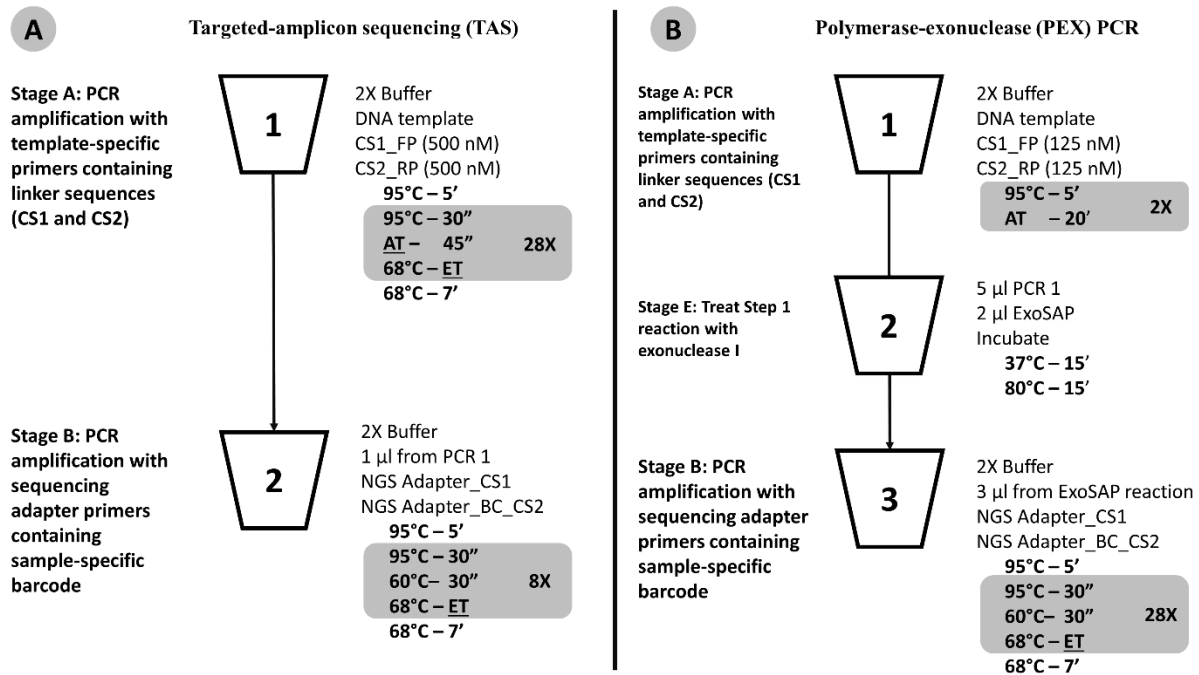 A
Targeted-amplicon sequencing (TAS)
Stage A: PCR
amplification with
template-specific
primers containing
linker sequences
(CS1 and CS2)
1
2X Buffer
DNA template
CS1_FP (500 nM)
CS2_RP (500 nM)
95°C – 5’
95°C – 30”
AT – 45” 28X
68°C – ET
68°C – 7’
Stage B: PCR
amplification with
sequencing
adapter primers
containing
sample-specific
barcode
2
2X Buffer
1 µl from PCR 1
NGS Adapter_CS1
NGS Adapter_BC_CS2
95°C – 5’
95°C – 30”
60°C– 30” 8X
68°C – ET
68°C – 7’
B
Polymerase-exonuclease (PEX) PCR
Stage A: PCR
amplification with
template-specific
primers containing
linker sequences (CS1
and CS2)
1
2X Buffer
DNA template
CS1_FP (125 nM)
CS2_RP (125 nM)
95°C – 5’
AT – 20’ 2X
Stage E: Treat Step 1
reaction with
exonuclease I
2
5 µl PCR 1
2 µl ExoSAP
Incubate
37°C – 15’
80°C – 15’
Stage B: PCR
amplification with
sequencing adapter
primers containing
sample-specific
barcode
3
2X Buffer
3 µl from ExoSAP reaction
NGS Adapter_CS1
NGS Adapter_BC_CS2
95°C – 5’
95°C – 30”
60°C– 30” 28X
68°C – ET
68°C – 7’